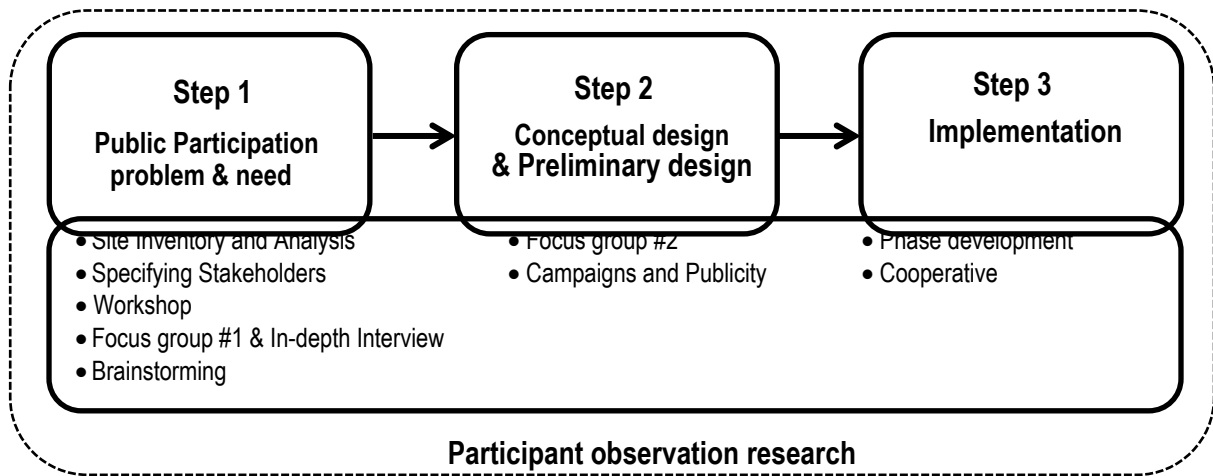 Step 1
Public Participation
problem & need
Step 2
Conceptual design
& Preliminary design
Step 3
Implementation
• Site Inventory and Analysis
• Specifying Stakeholders
• Workshop
• Focus group #1 & In-depth Interview
• Brainstorming
• Focus group #2
• Campaigns and Publicity
• Phase development
• Cooperative
Participant observation research